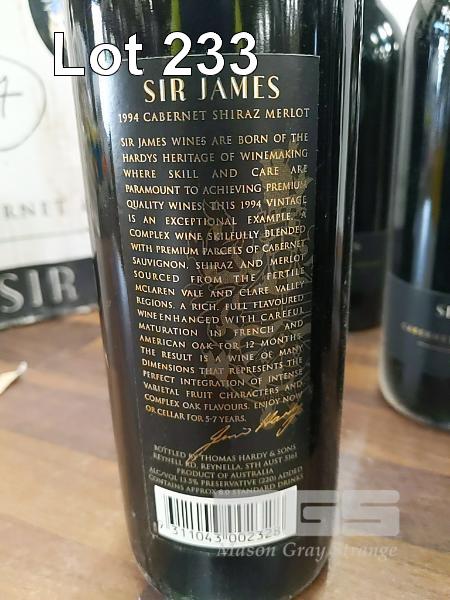 Lot 233
SIR JAMES
1994 CABERNET SHIRAZ MERLOT
SIR JAMES WINES ARE BORN OF THE
HARDYS HERITAGE OF WINEMAKING
WHERE SKILL AND CARE ARE
PARAMOUNT TO ACHIEVING PREMIUM
QUALITY WINES. THIS 1994 VINTAGE
IS AN EXCEPTIONAL EXAMPLE. A
COMPLEX WINE SKILFULLY BLENDED
WITH PREMIUM PARCELS OF CABERNET
SAUVIGNON, SHIRAZ AND MERLOT
SOURCED FROM THE FERTILE
MCLAREN VALE AND CLARE VALLEY
REGIONS. A RICH, FULL FLAVOURED
WINE ENHANCED WITH CAREFUL
MATURATION IN FRENCH AND
AMERICAN OAK FOR 12 MONTHS.
THE RESULT IS A WINE OF MANY
DIMENSIONS THAT REPRESENTS THE
PERFECT INTEGRATION OF INTENSE
VARIETAL FRUIT CHARACTERS AND
COMPLEX OAK FLAVOURS. ENJOY NOW
OR CELLAR FOR 5-7 YEARS.
BOTTLED BY THOMAS HARDY & SONS
REYNELL RD, REYNELLA, STH AUST 5161
PRODUCT OF AUSTRALIA
ALC/VOL 13.5% PRESERVATIVE (220) ADDED
CONTAINS APPROX 8.0 STANDARD DRINKS
9311043002328
GS
Mason Gray Strange
SIR